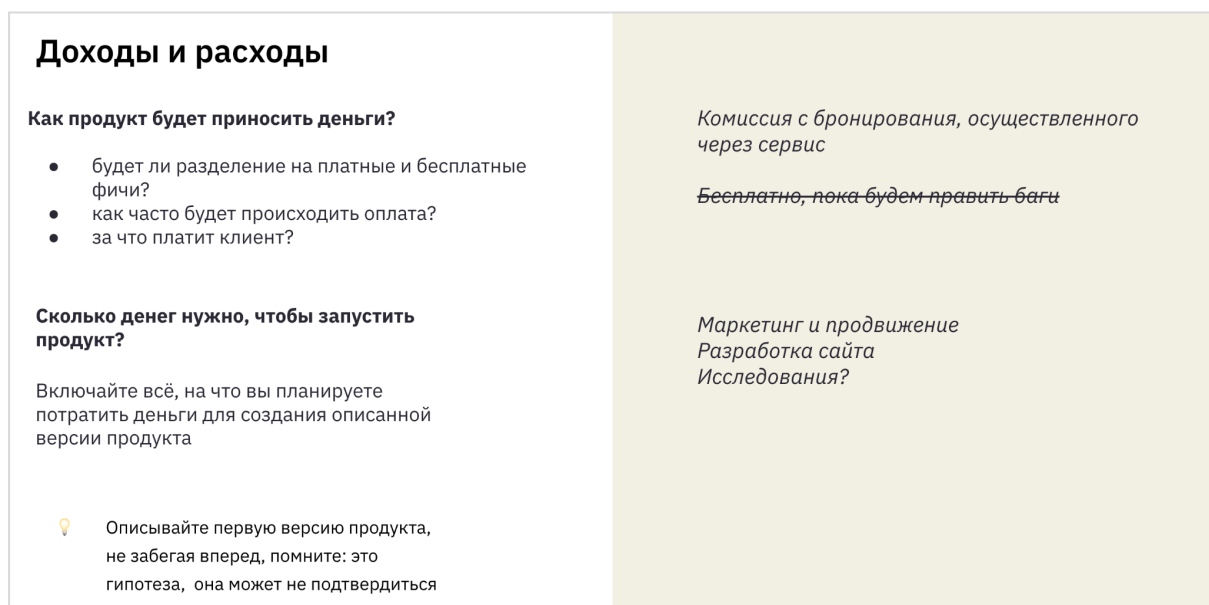 Доходы и расходы
Как продукт будет приносить деньги?
● будет ли разделение на платные и бесплатные
фичи?
● как часто будет происходить оплата?
● за что платит клиент?
Сколько денег нужно, чтобы запустить
продукт?
Включайте всё, на что вы планируете
потратить деньги для создания описанной
версии продукта
💡 Описывайте первую версию продукта,
не забегая вперед, помните: это
гипотеза, она может не подтвердиться
Комиссия с бронирования, осуществленного
через сервис
Бесплатно, пока будем править баги
Маркетинг и продвижение
Разработка сайта
Исследования?